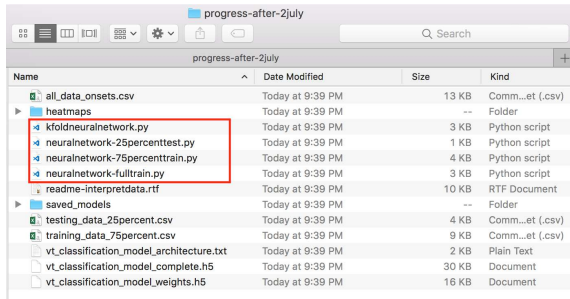 progress-after-2july
Search
progress-after-2july +
Name Date Modified Size Kind
all_data_onsets.csv Today at 9:39 PM 13 KB Comm...et (.csv)
heatmaps Today at 9:39 PM -- Folder
kfoldneuralnetwork.py Today at 9:39 PM 3 KB Python script
neuralnetwork-25percenttest.py Today at 9:39 PM 1 KB Python script
neuralnetwork-75percenttrain.py Today at 9:39 PM 4 KB Python script
neuralnetwork-fulltrain.py Today at 9:39 PM 3 KB Python script
readme-interpretdata.rtf Today at 9:39 PM 10 KB RTF Document
saved_models Today at 9:39 PM -- Folder
testing_data_25percent.csv Today at 9:39 PM 4 KB Comm...et (.csv)
training_data_75percent.csv Today at 9:39 PM 9 KB Comm...et (.csv)
vt_classification_model_architecture.txt Today at 9:39 PM 2 KB Plain Text
vt_classification_model_complete.h5 Today at 9:39 PM 30 KB Document
vt_classification_model_weights.h5 Today at 9:39 PM 16 KB Document